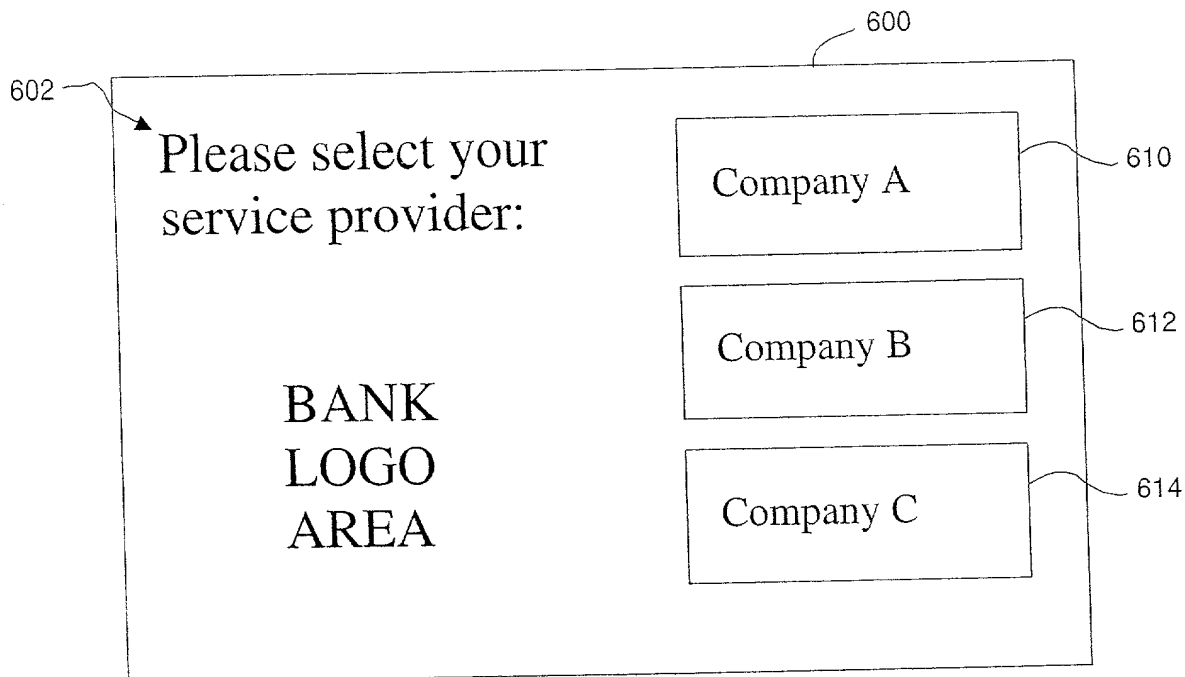 600
602
Please select your
service provider:
Company A
610
Company B
612
BANK
LOGO
AREA
Company C
614